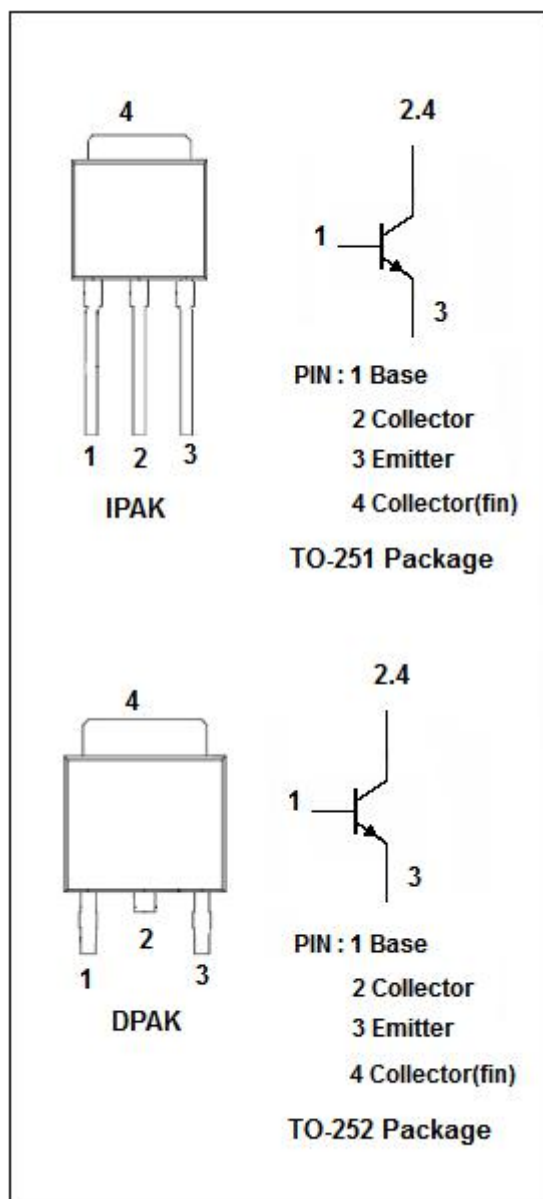 4
2.4
1
3
PIN : 1 Base
2 Collector
3 Emitter
4 Collector(fin)
1 2 3
IPAK
TO-251 Package
4
2.4
1
3
PIN : 1 Base
2 Collector
3 Emitter
4 Collector(fin)
1 2 3
DPAK
TO-252 Package